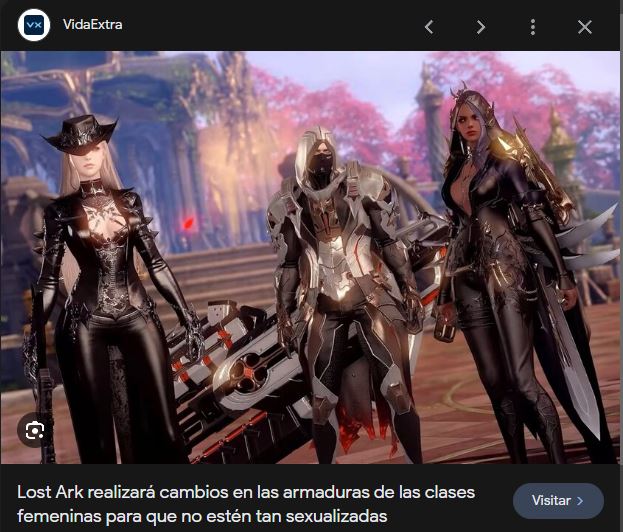 VX
VidaExtra
Lost Ark realizará cambios en las armaduras de las clases
femeninas para que no estén tan sexualizadas
Visitar